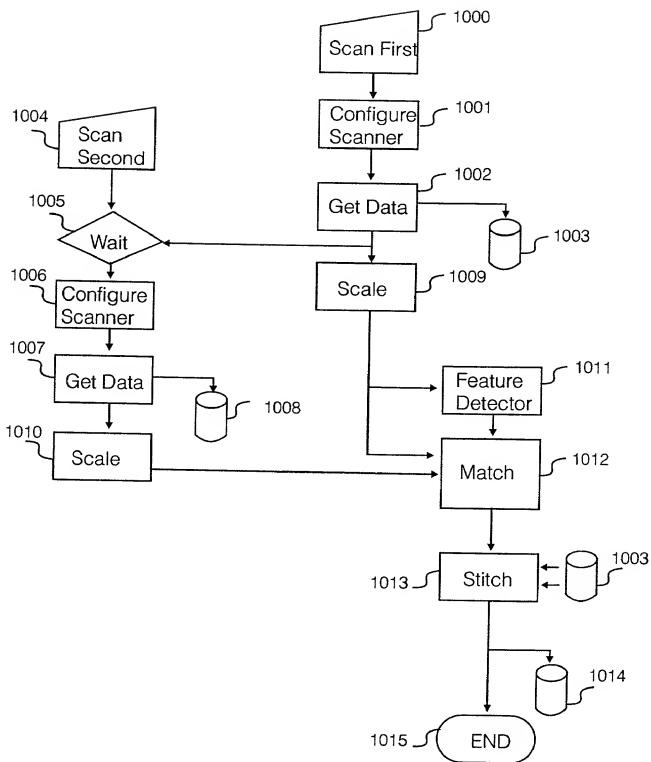 1000
Scan First
1001
Configure
Scanner
1004
Scan
Second
1002
Get Data
1003
1005
Wait
1009
Scale
1006
Configure
Scanner
1007
Get Data
1008
1011
Feature
Detector
1010
Scale
1012
Match
1013
Stitch
1003
1014
1015
END